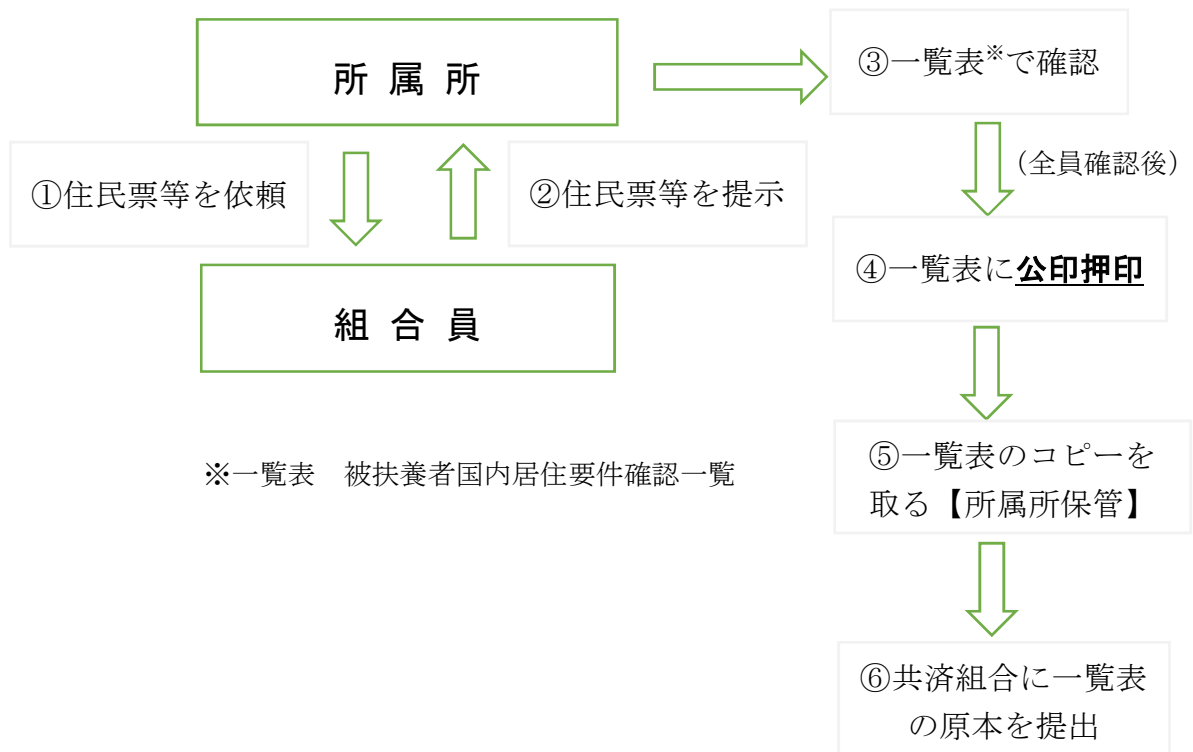 所 属 所
①住民票等を依頼
②住民票等を提示
組 合 員
※一覧表　被扶養者国内居住要件確認一覧
③一覧表※で確認
（全員確認後）
④一覧表に公印押印
⑤一覧表のコピーを
取る【所属所保管】
⑥共済組合に一覧表
の原本を提出